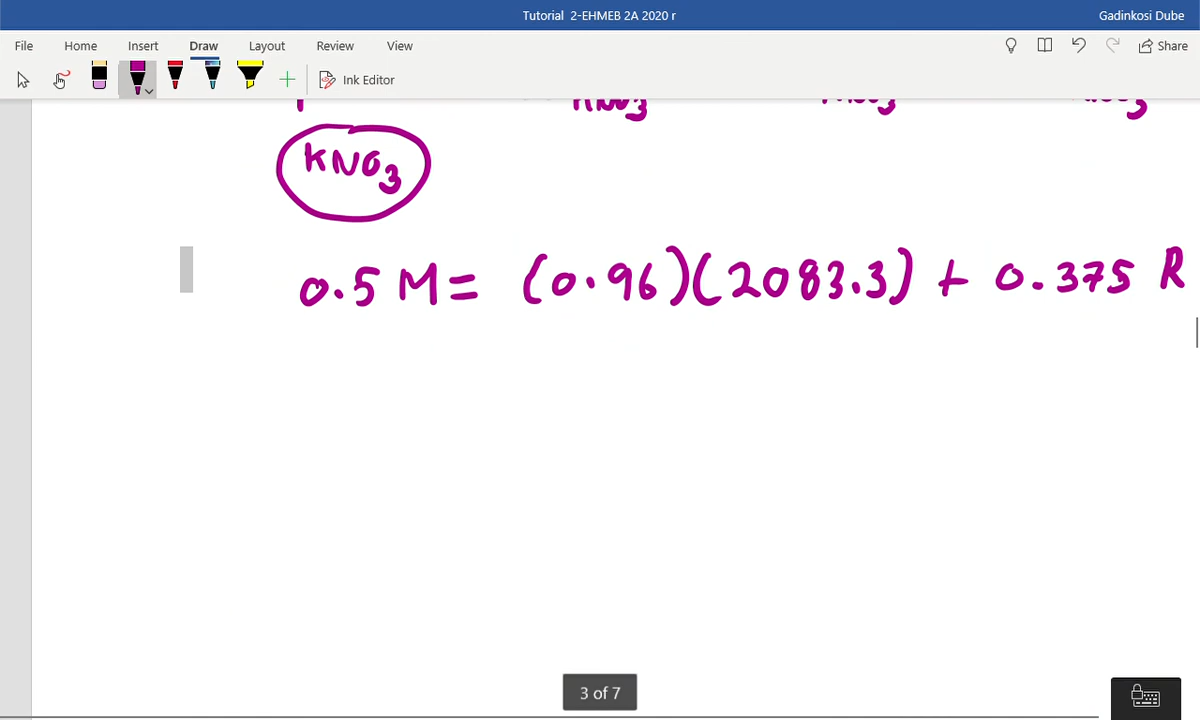 Tutorial 2-EHMEB 2A 2020 r
Gadinkosi Dube
File Home Insert Draw Layout Review View
Share
Ink Editor
KNO3
0.5 M = (0.96)(2083.3) + 0.375 R
3 of 7